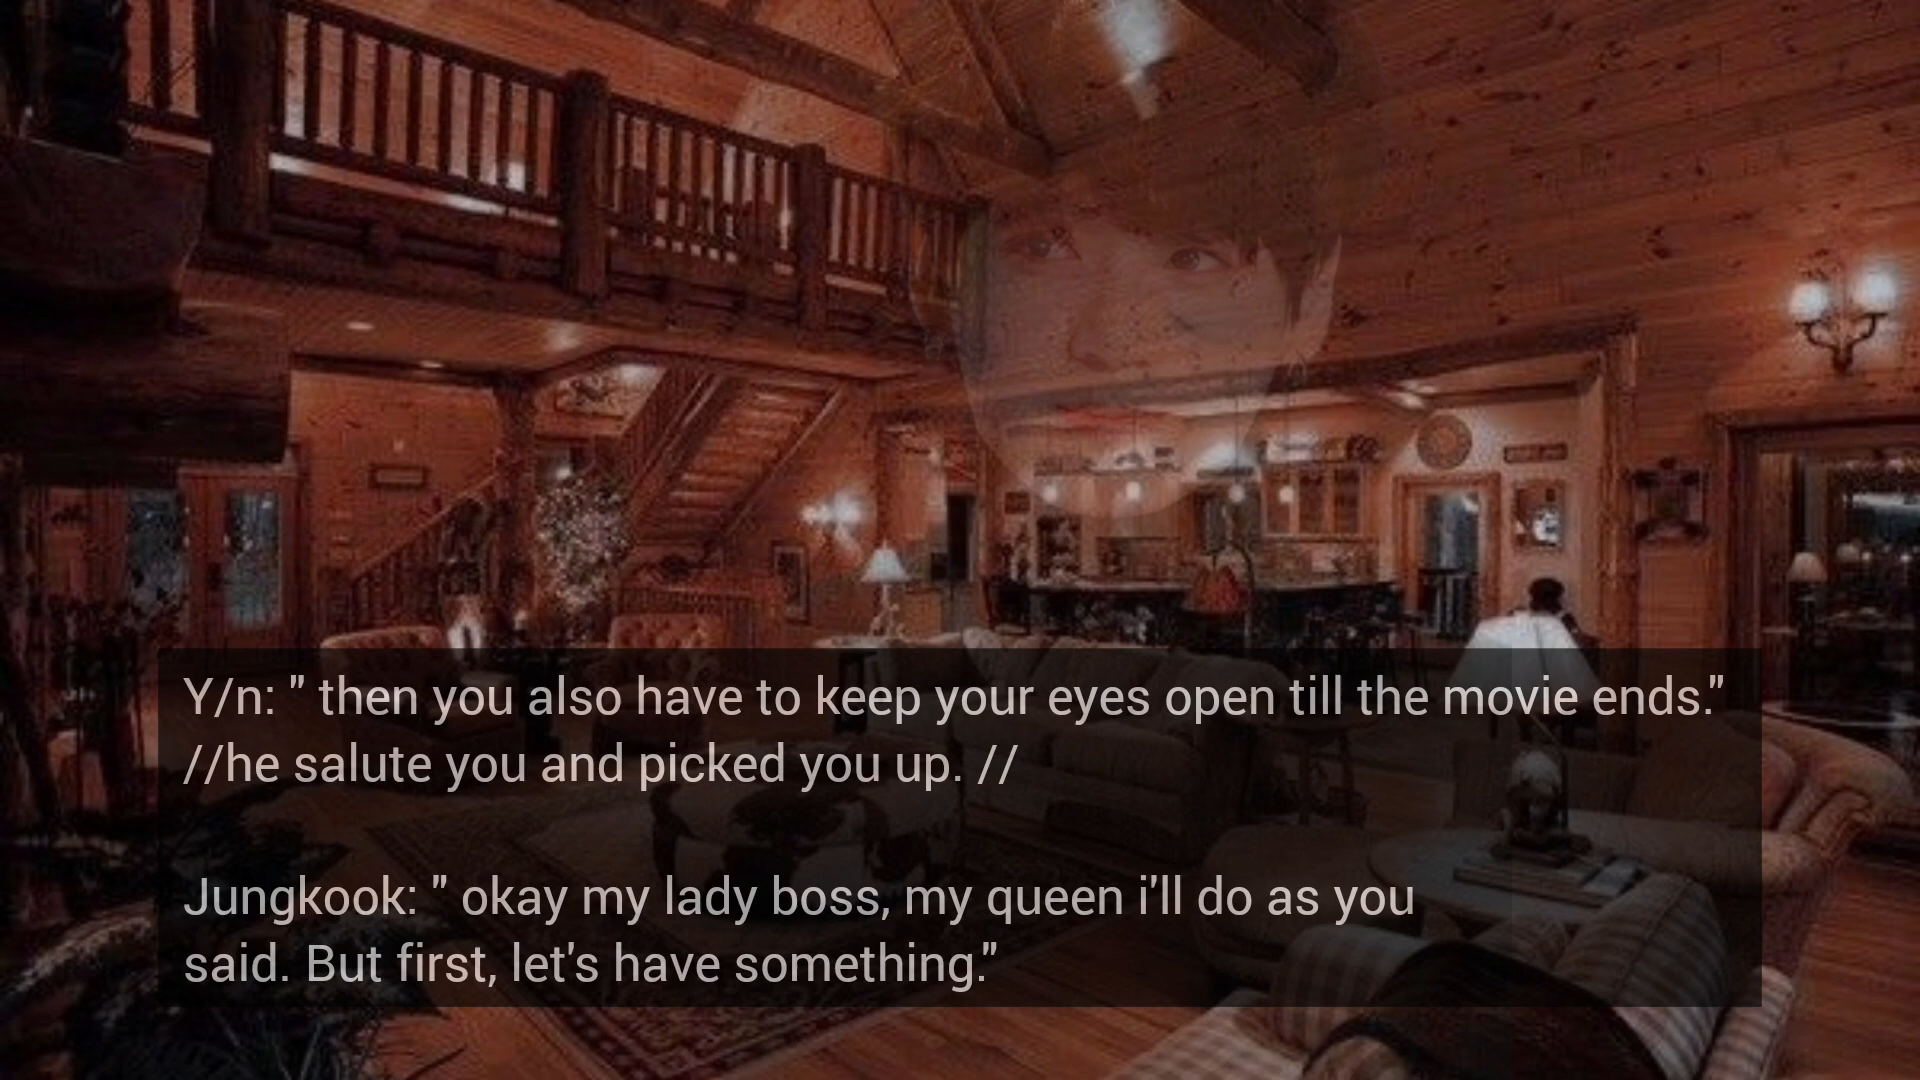 Y/n: " then you also have to keep your eyes open till the movie ends."
//he salute you and picked you up. //
Jungkook: " okay my lady boss, my queen i'll do as you
said. But first, let's have something."